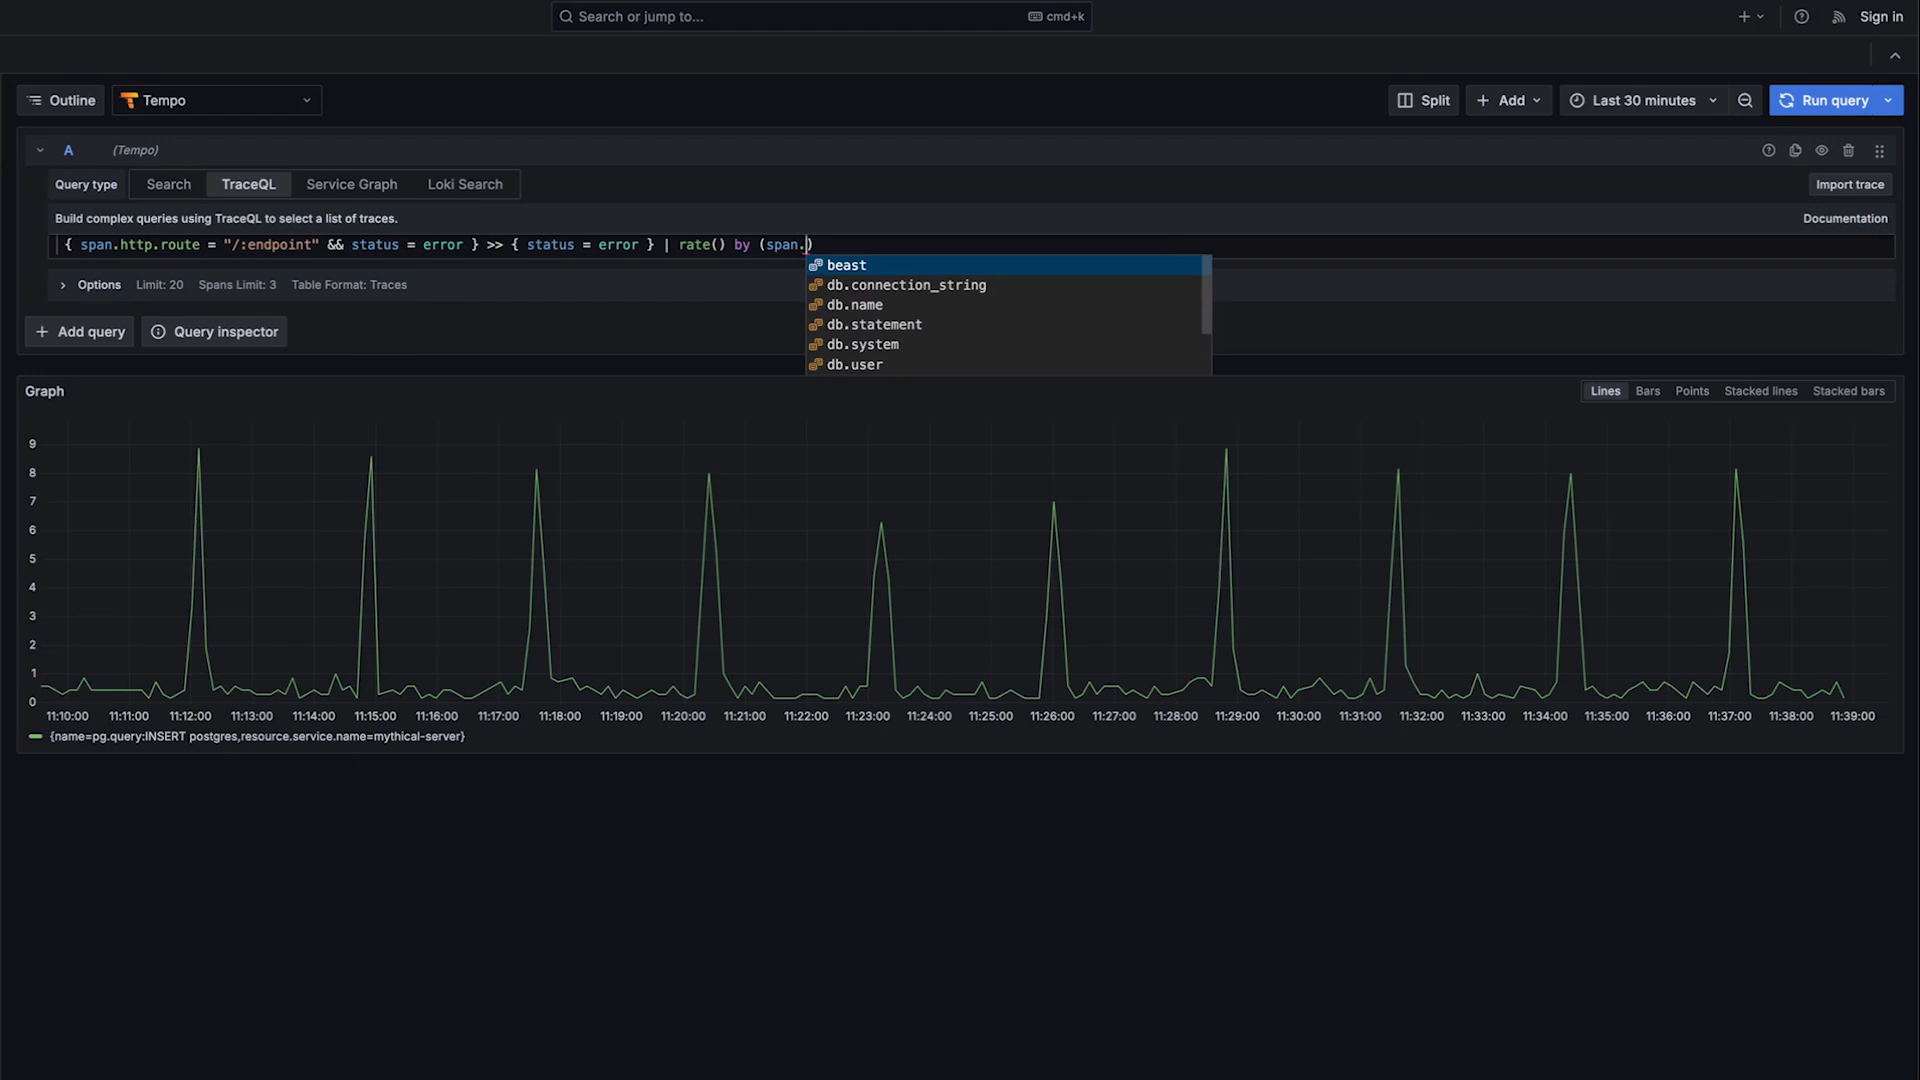 Search or jump to...
cmd+k
Sign in
Outline
Tempo
Split
Add
Last 30 minutes
Run query
A
(Tempo)
Query type
Search
TraceQL
Service Graph
Loki Search
Import trace
Build complex queries using TraceQL to select a list of traces.
Documentation
{ span.http.route = "/:endpoint" && status = error } >> { status = error } | rate() by (span.)
beast
db.connection_string
db.name
db.statement
db.system
db.user
Options
Limit: 20
Spans Limit: 3
Table Format: Traces
Add query
Query inspector
Graph
Lines
Bars
Points
Stacked lines
Stacked bars
9
8
7
6
5
4
3
2
1
0
11:10:00 11:11:00 11:12:00 11:13:00 11:14:00 11:15:00 11:16:00 11:17:00 11:18:00 11:19:00 11:20:00 11:21:00 11:22:00 11:23:00 11:24:00 11:25:00 11:26:00 11:27:00 11:28:00 11:29:00 11:30:00 11:31:00 11:32:00 11:33:00 11:34:00 11:35:00 11:36:00 11:37:00 11:38:00 11:39:00
{name=pg.query:INSERT postgres,resource.service.name=mythical-server}